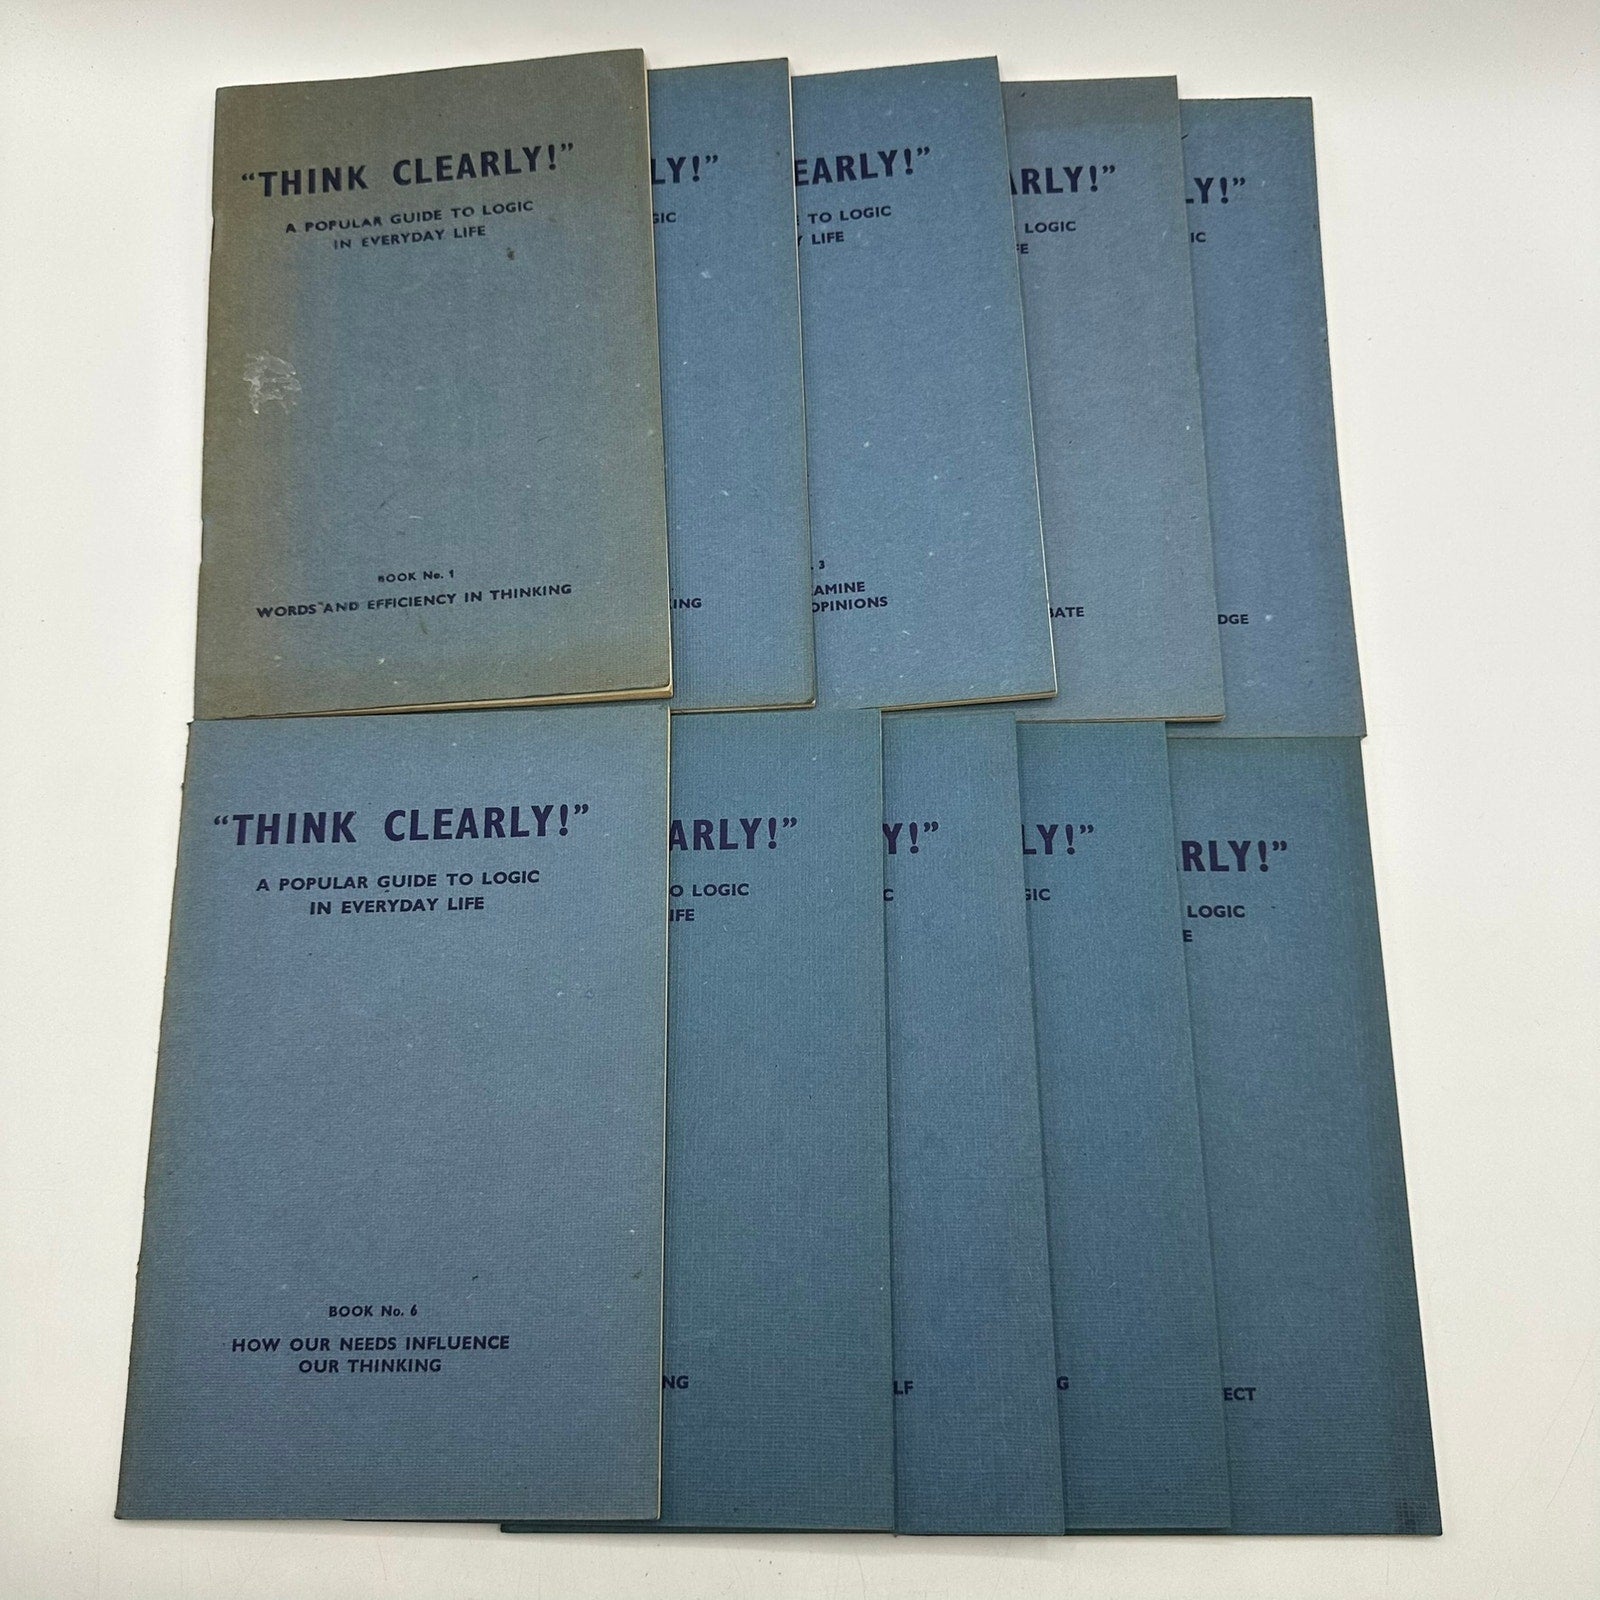 “THINK CLEARLY!”
A POPULAR GUIDE TO LOGIC
IN EVERYDAY LIFE
BOOK No. 1
WORDS AND EFFICIENCY IN THINKING
LY!”
GIC
ING
EARLY!”
TO LOGIC
Y LIFE
. 3
AMINE
OPINIONS
ARLY!”
LOGIC
FE
BATE
LY!”
IC
DGE
“THINK CLEARLY!”
A POPULAR GUIDE TO LOGIC
IN EVERYDAY LIFE
BOOK No. 6
HOW OUR NEEDS INFLUENCE
OUR THINKING
ARLY!”
O LOGIC
IFE
NG
Y!”
C
LF
LY!”
GIC
G
RLY!”
LOGIC
E
ECT